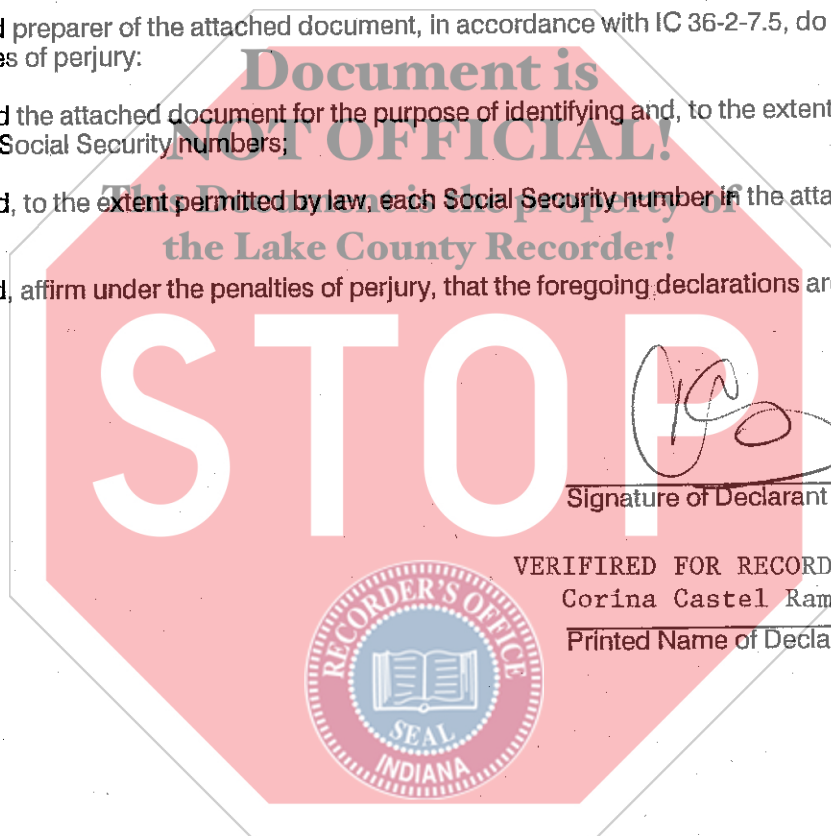 d preparer of the attached document, in accordance with IC 36-2-7.5, do
es of perjury:
Document is
d the attached document for the purpose of identifying and, to the extent
NOT OFFICIAL!
Social Security numbers;
This Document is the property of
d, to the extent permitted by law, each Social Security number in the atta
the Lake County Recorder!
d, affirm under the penalties of perjury, that the foregoing declarations ar
STOP
Signature of Declarant
VERIFIRED FOR RECORD
Corina Castel Ram
Printed Name of Decla
RECORDER'S OFFICE
SEAL
INDIANA